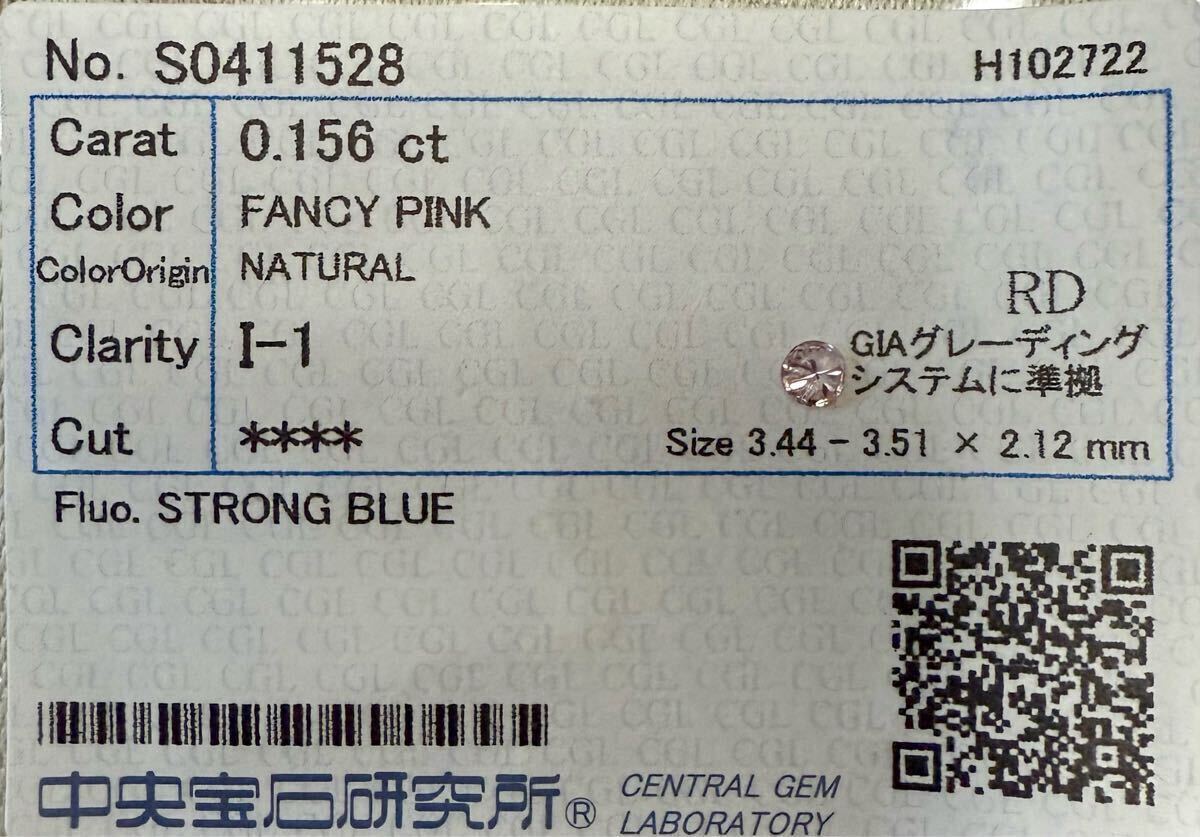 No. S0411528 H102722
Carat 0.156 ct
Color FANCY PINK
ColorOrigin NATURAL
RD
Clarity I-1
GIAグレーディング
システムに準拠
Cut ****
Size 3.44 - 3.51 × 2.12 mm
Fluo. STRONG BLUE
中央宝石研究所®
CENTRAL GEM
LABORATORY